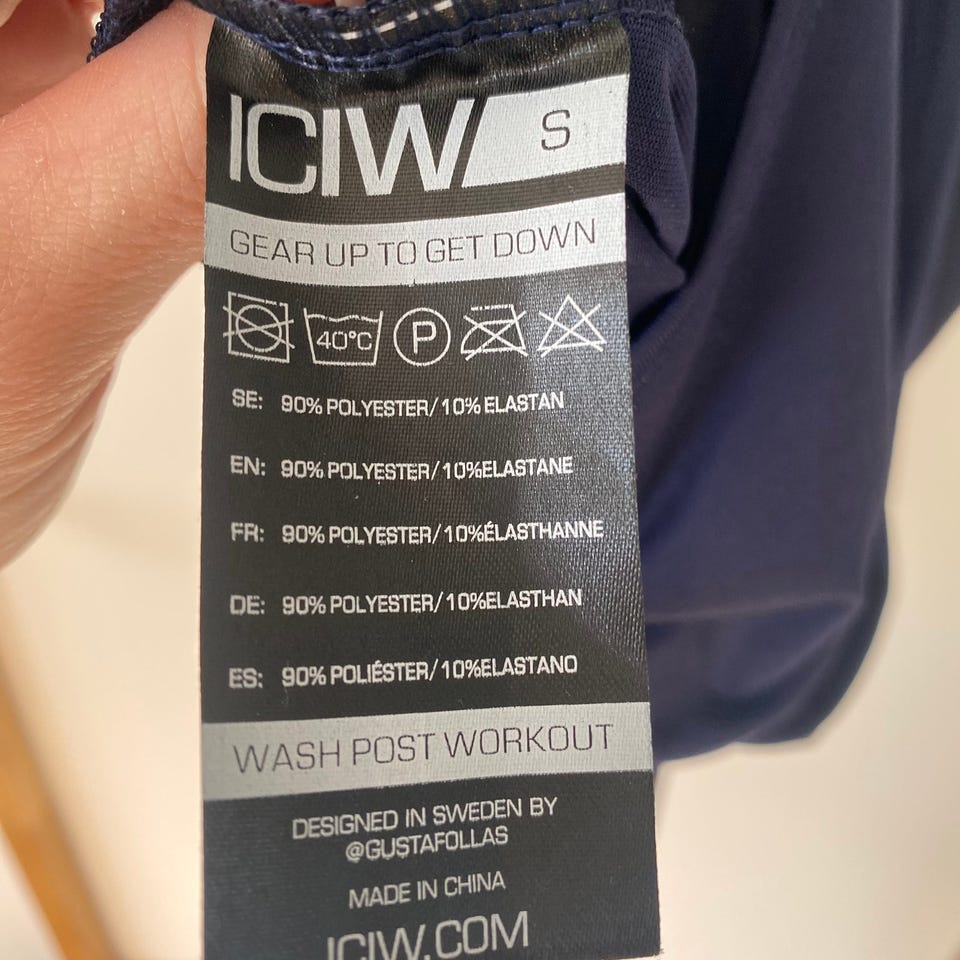 ICIW S
GEAR UP TO GET DOWN
40°C P
SE: 90% POLYESTER/10% ELASTAN
EN: 90% POLYESTER/10%ELASTANE
FR: 90% POLYESTER/10%ÉLASTHANNE
DE: 90% POLYESTER/10%ELASTHAN
ES: 90% POLIÉSTER/10%ELASTANO
WASH POST WORKOUT
DESIGNED IN SWEDEN BY
@GUSTAFOLLAS
MADE IN CHINA
ICIW.COM